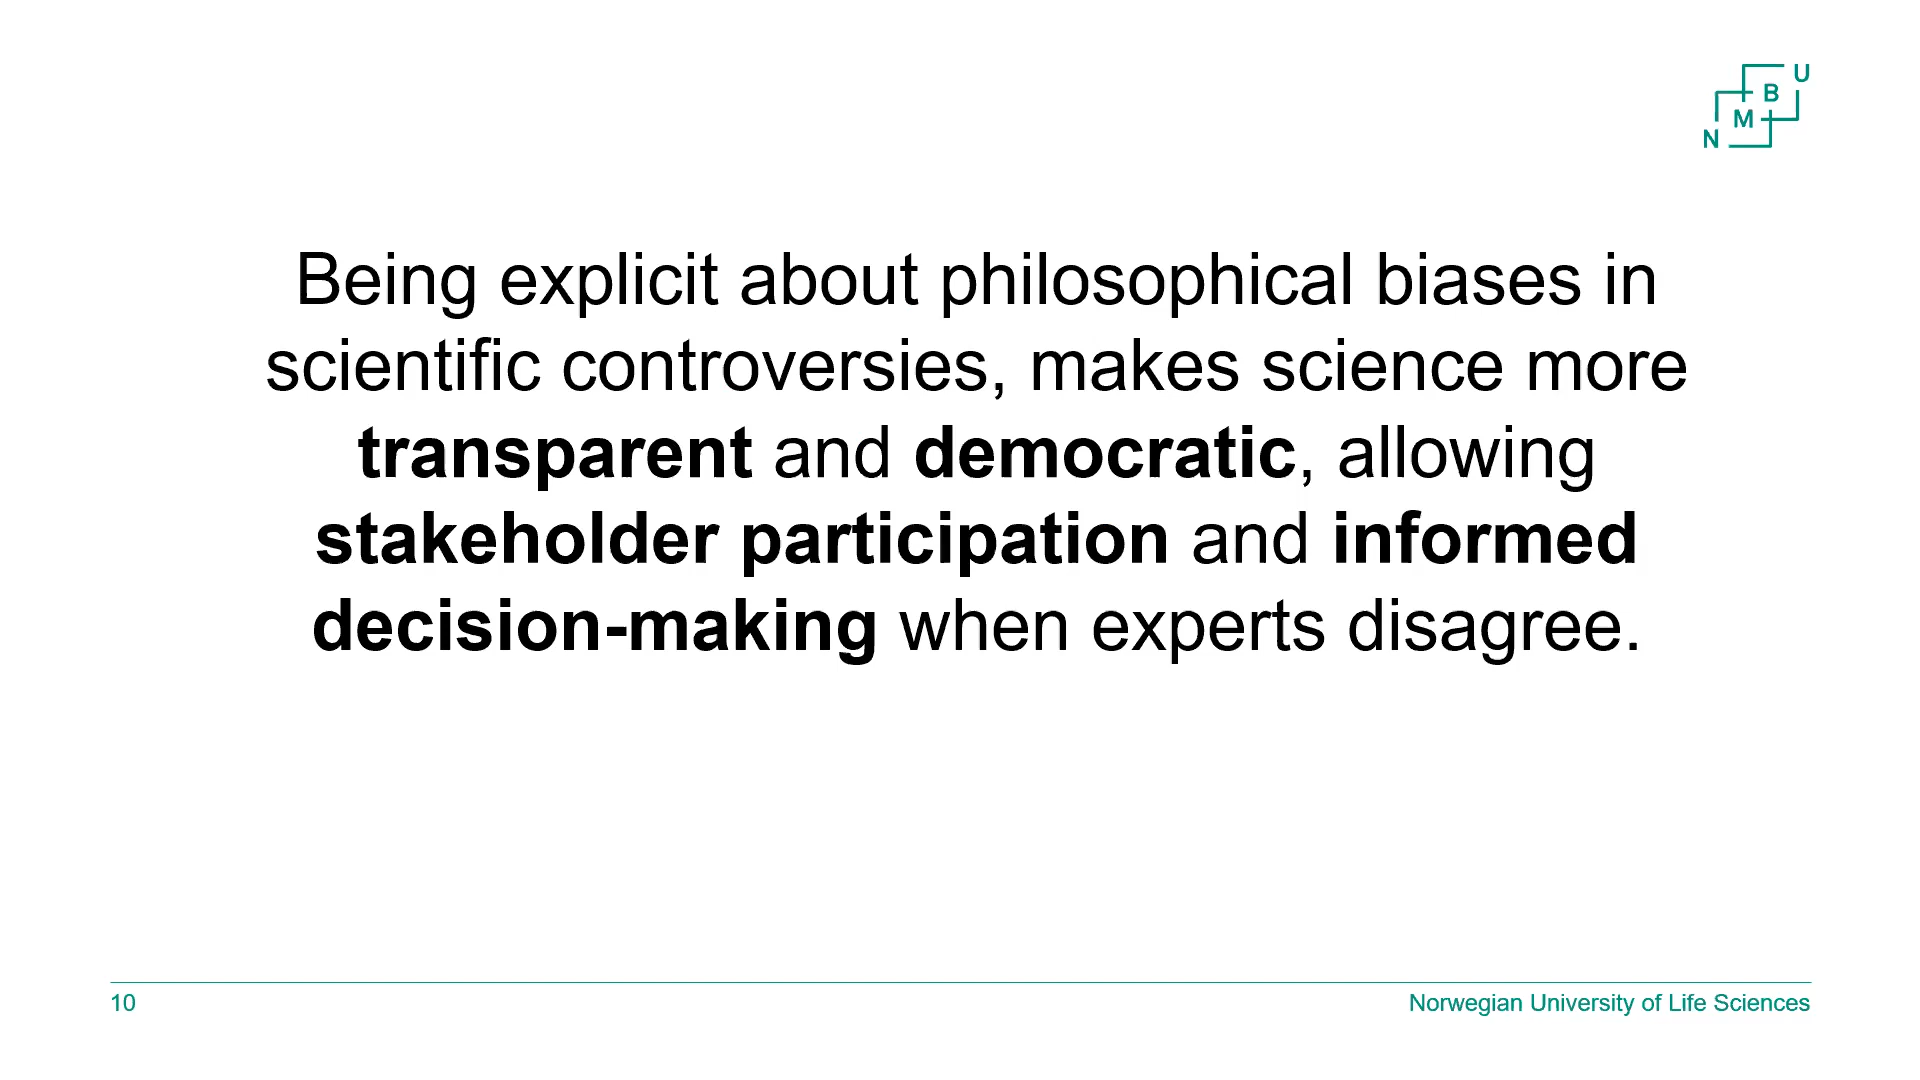 N M B U
Being explicit about philosophical biases in
scientific controversies, makes science more
transparent and democratic, allowing
stakeholder participation and informed
decision-making when experts disagree.
10
Norwegian University of Life Sciences